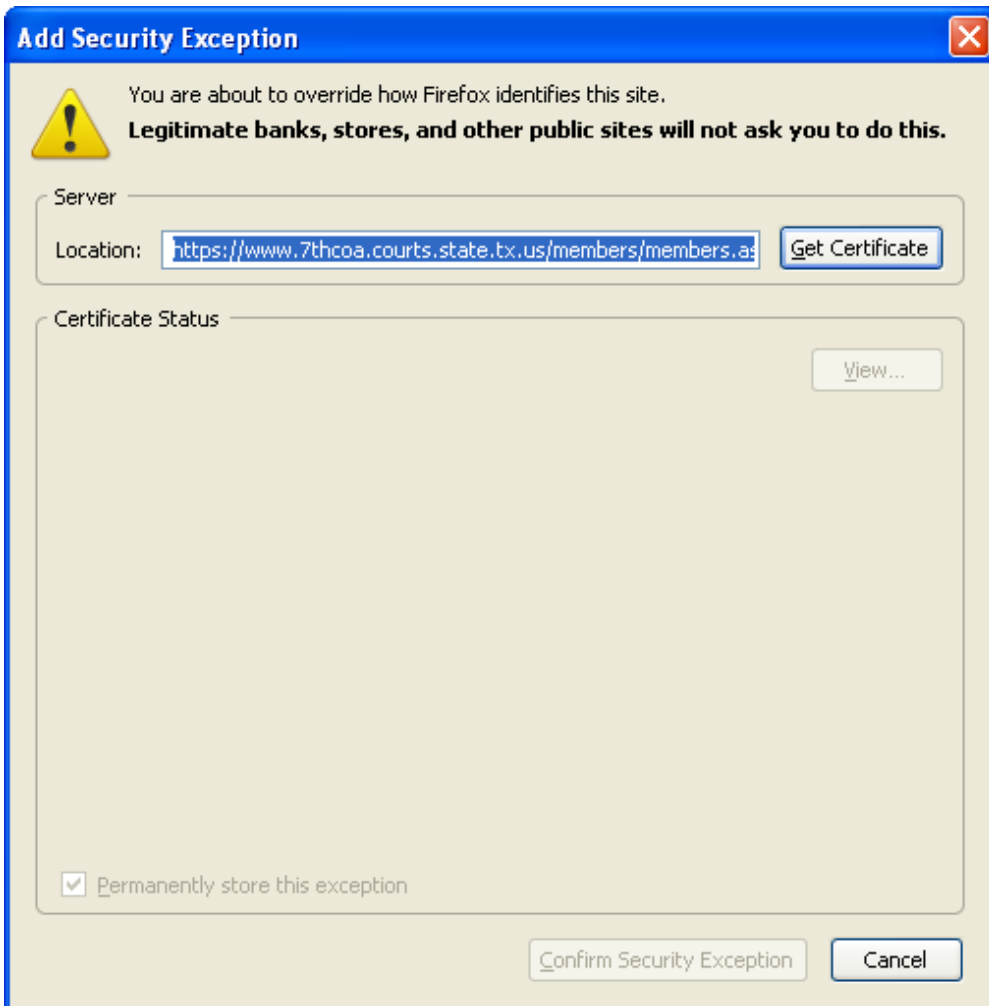 Add Security Exception
You are about to override how Firefox identifies this site.
Legitimate banks, stores, and other public sites will not ask you to do this.
Server
Location: https://www.7thcoa.courts.state.tx.us/members/members.as Get Certificate
Certificate Status
View...
Permanently store this exception
Confirm Security Exception Cancel